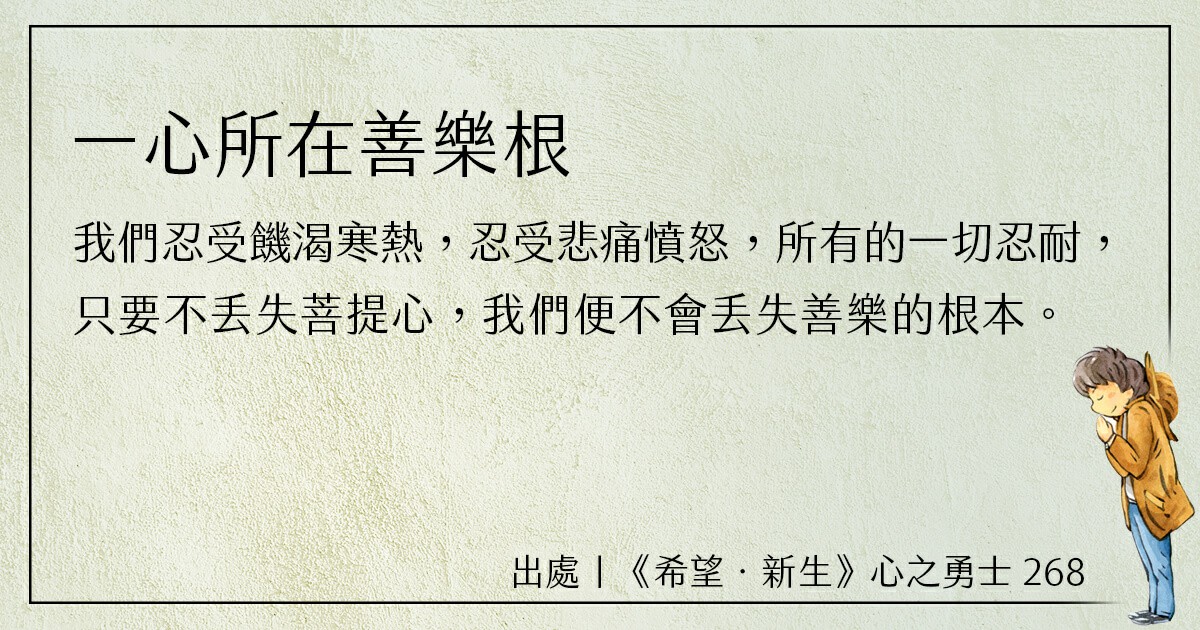 一心所在善樂根
我們忍受饑渴寒熱，忍受悲痛憤怒，所有的一切忍耐，
只要不丟失菩提心，我們便不會丟失善樂的根本。
出處｜《希望．新生》心之勇士 268